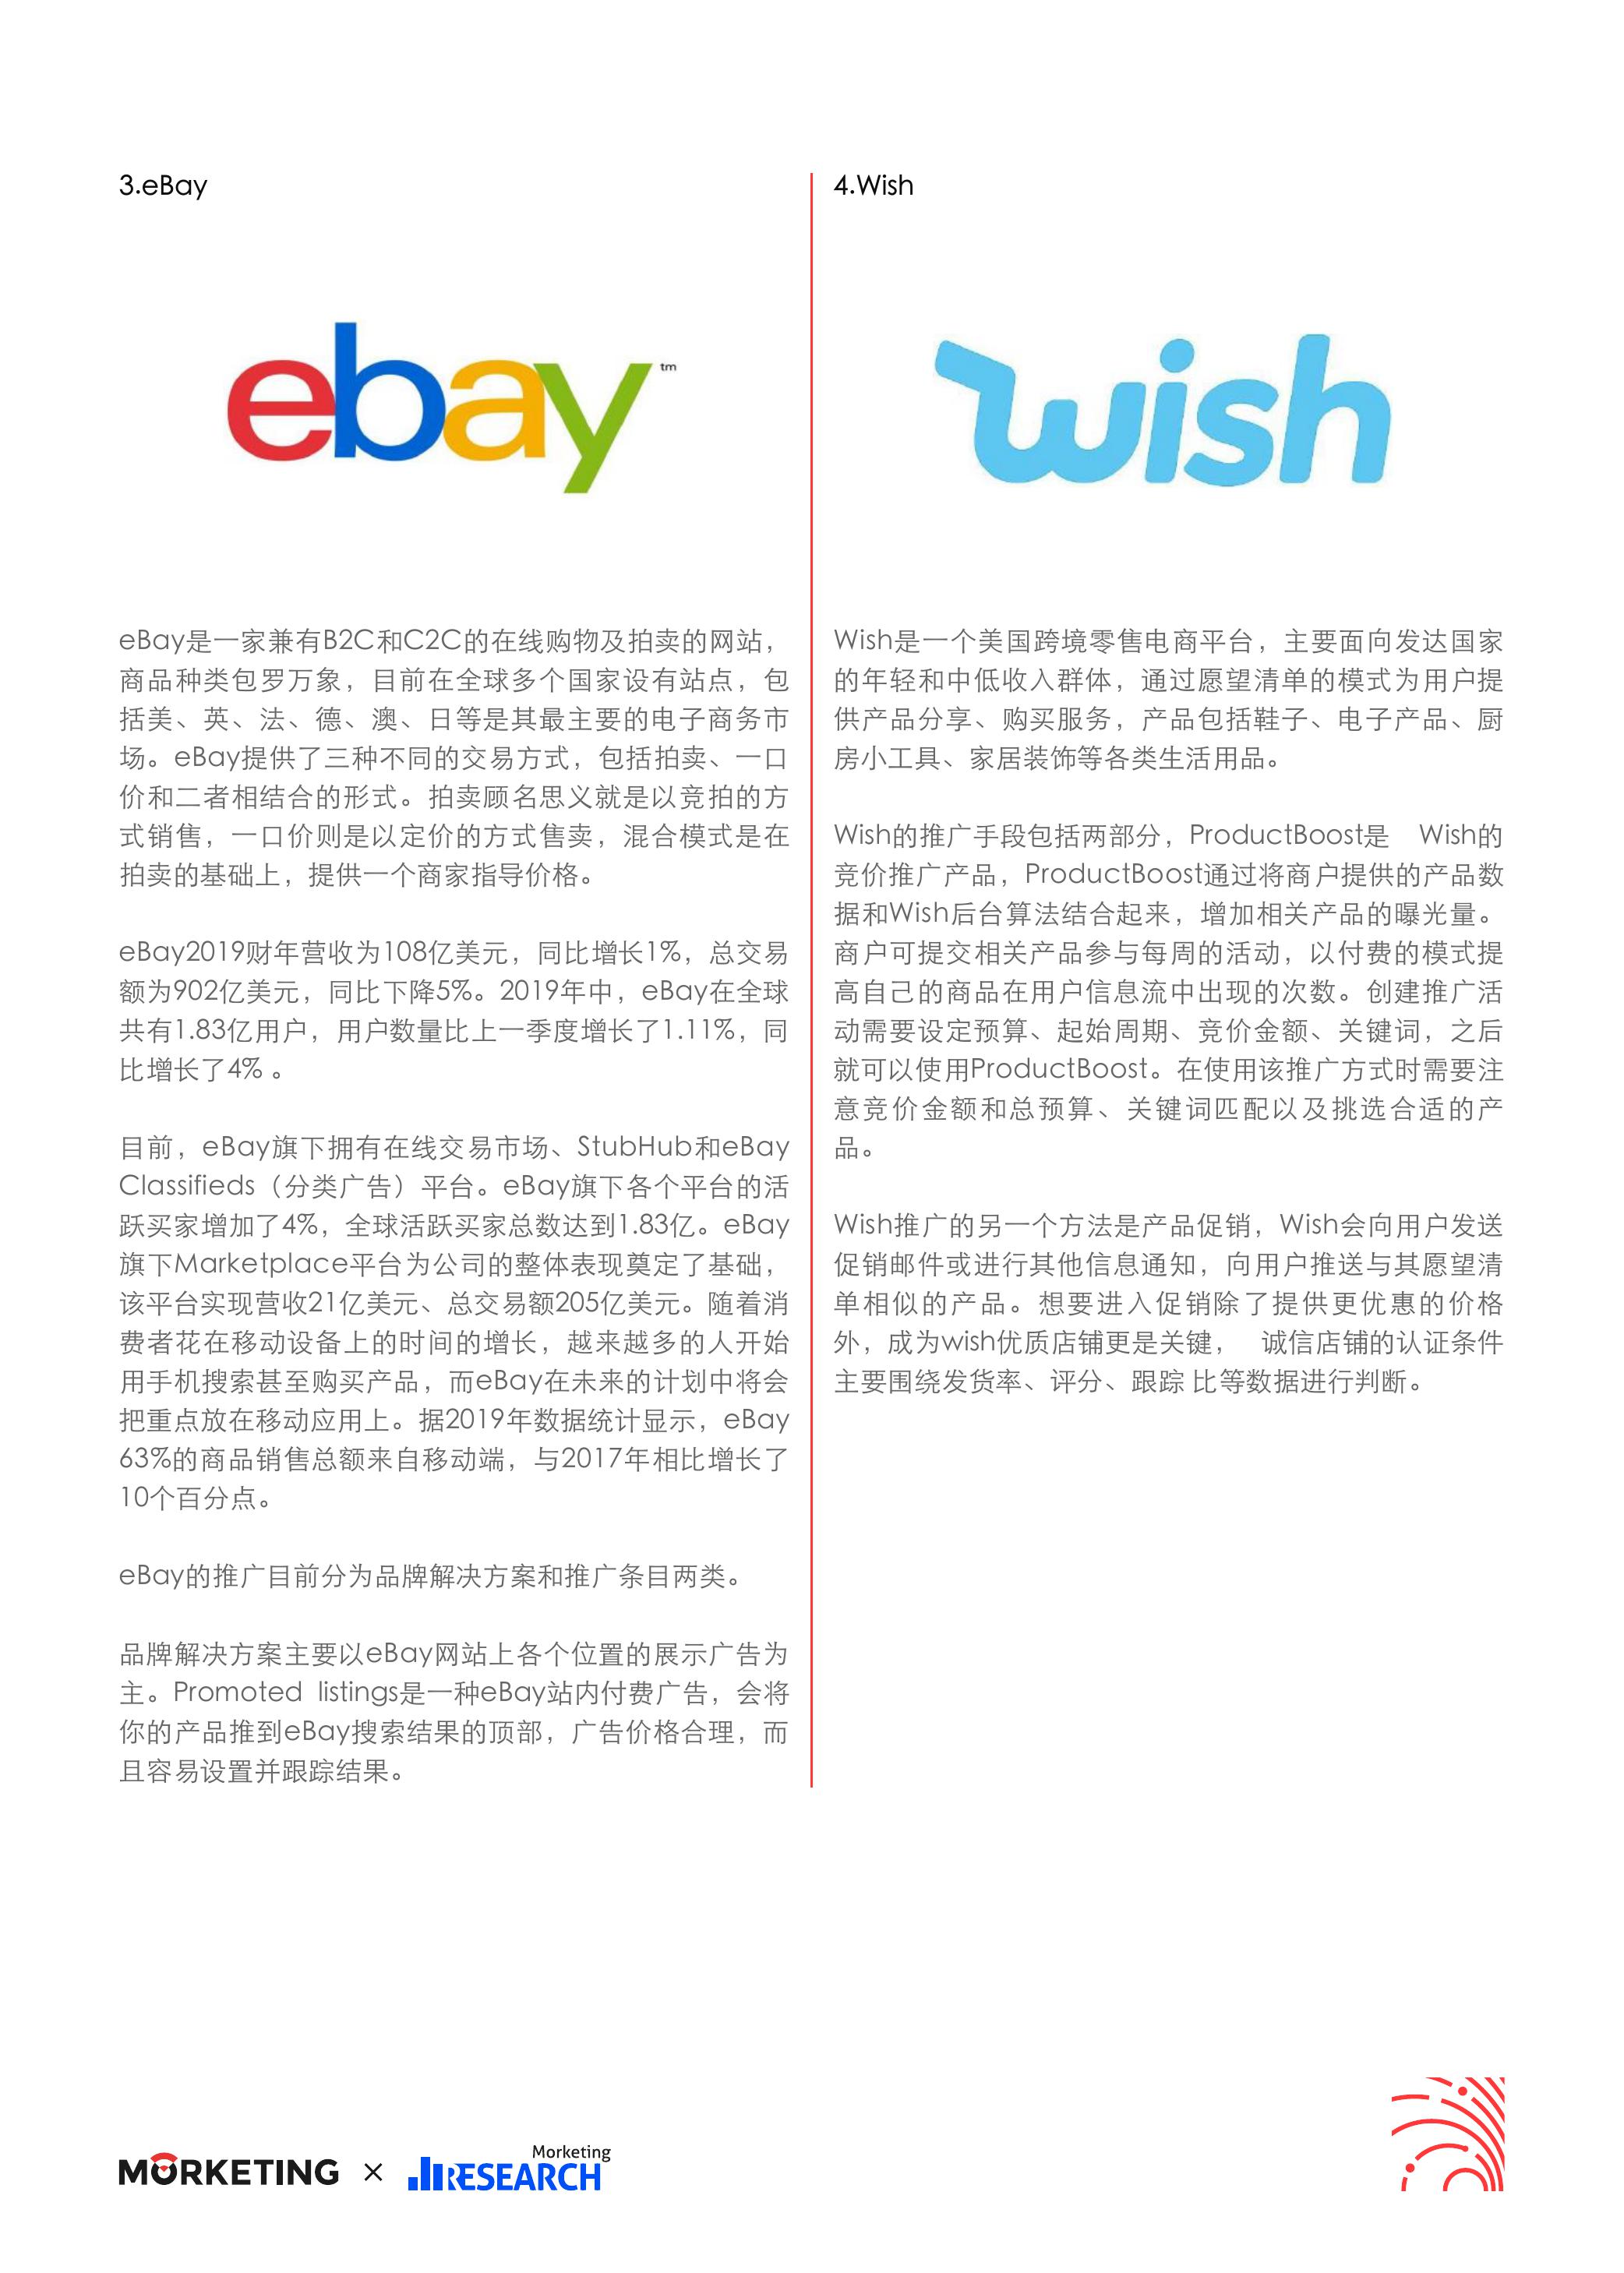 3.eBay
ebay™
eBay是一家兼有B2C和C2C的在线购物及拍卖的网站，
商品种类包罗万象，目前在全球多个国家设有站点，包
括美、英、法、德、澳、日等是其最主要的电子商务市
场。eBay提供了三种不同的交易方式，包括拍卖、一口
价和二者相结合的形式。拍卖顾名思义就是以竞拍的方
式销售，一口价则是以定价的方式售卖，混合模式是在
拍卖的基础上，提供一个商家指导价格。
eBay2019财年营收为108亿美元，同比增长1%，总交易
额为902亿美元，同比下降5%。2019年中，eBay在全球
共有1.83亿用户，用户数量比上一季度增长了1.11%，同
比增长了4% 。
目前，eBay旗下拥有在线交易市场、StubHub和eBay
Classifieds（分类广告）平台。eBay旗下各个平台的活
跃买家增加了4%，全球活跃买家总数达到1.83亿。eBay
旗下Marketplace平台为公司的整体表现奠定了基础，
该平台实现营收21亿美元、总交易额205亿美元。随着消
费者花在移动设备上的时间的增长，越来越多的人开始
用手机搜索甚至购买产品，而eBay在未来的计划中将会
把重点放在移动应用上。据2019年数据统计显示，eBay
63%的商品销售总额来自移动端，与2017年相比增长了
10个百分点。
eBay的推广目前分为品牌解决方案和推广条目两类。
品牌解决方案主要以eBay网站上各个位置的展示广告为
主。Promoted listings是一种eBay站内付费广告，会将
你的产品推到eBay搜索结果的顶部，广告价格合理，而
且容易设置并跟踪结果。
4.Wish
wish
Wish是一个美国跨境零售电商平台，主要面向发达国家
的年轻和中低收入群体，通过愿望清单的模式为用户提
供产品分享、购买服务，产品包括鞋子、电子产品、厨
房小工具、家居装饰等各类生活用品。
Wish的推广手段包括两部分，ProductBoost是 Wish的
竞价推广产品，ProductBoost通过将商户提供的产品数
据和Wish后台算法结合起来，增加相关产品的曝光量。
商户可提交相关产品参与每周的活动，以付费的模式提
高自己的商品在用户信息流中出现的次数。创建推广活
动需要设定预算、起始周期、竞价金额、关键词，之后
就可以使用ProductBoost。在使用该推广方式时需要注
意竞价金额和总预算、关键词匹配以及挑选合适的产
品。
Wish推广的另一个方法是产品促销，Wish会向用户发送
促销邮件或进行其他信息通知，向用户推送与其愿望清
单相似的产品。想要进入促销除了提供更优惠的价格
外，成为wish优质店铺更是关键， 诚信店铺的认证条件
主要围绕发货率、评分、跟踪 比等数据进行判断。
MORKETING × Morketing
RESEARCH